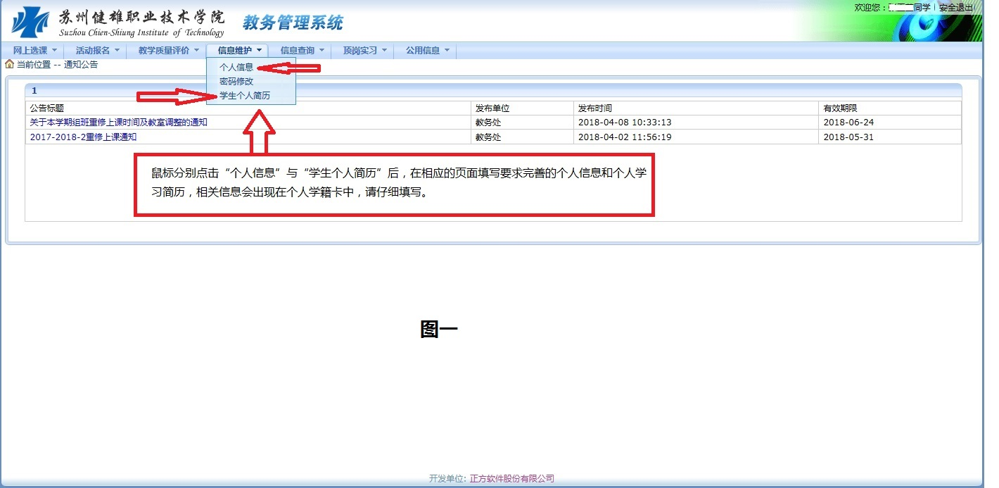 苏州健雄职业技术学院 教务管理系统
Suzhou Chien-Shiung Institute of Technology
欢迎您： 同学 | 安全退出
网上选课 活动报名 教学质量评价 信息维护 信息查询 顶岗实习 公用信息
当前位置 -- 通知公告
个人信息
密码修改
学生个人简历
1
公告标题 发布单位 发布时间 有效期限
关于本学期组班重修上课时间及教室调整的通知 教务处 2018-04-08 10:33:13 2018-06-24
2017-2018-2重修上课通知 教务处 2018-04-02 11:56:19 2018-05-31
鼠标分别点击“个人信息”与“学生个人简历”后，在相应的页面填写要求完善的个人信息和个人学
习简历，相关信息会出现在个人学籍卡中，请仔细填写。
图一
开发单位: 正方软件股份有限公司